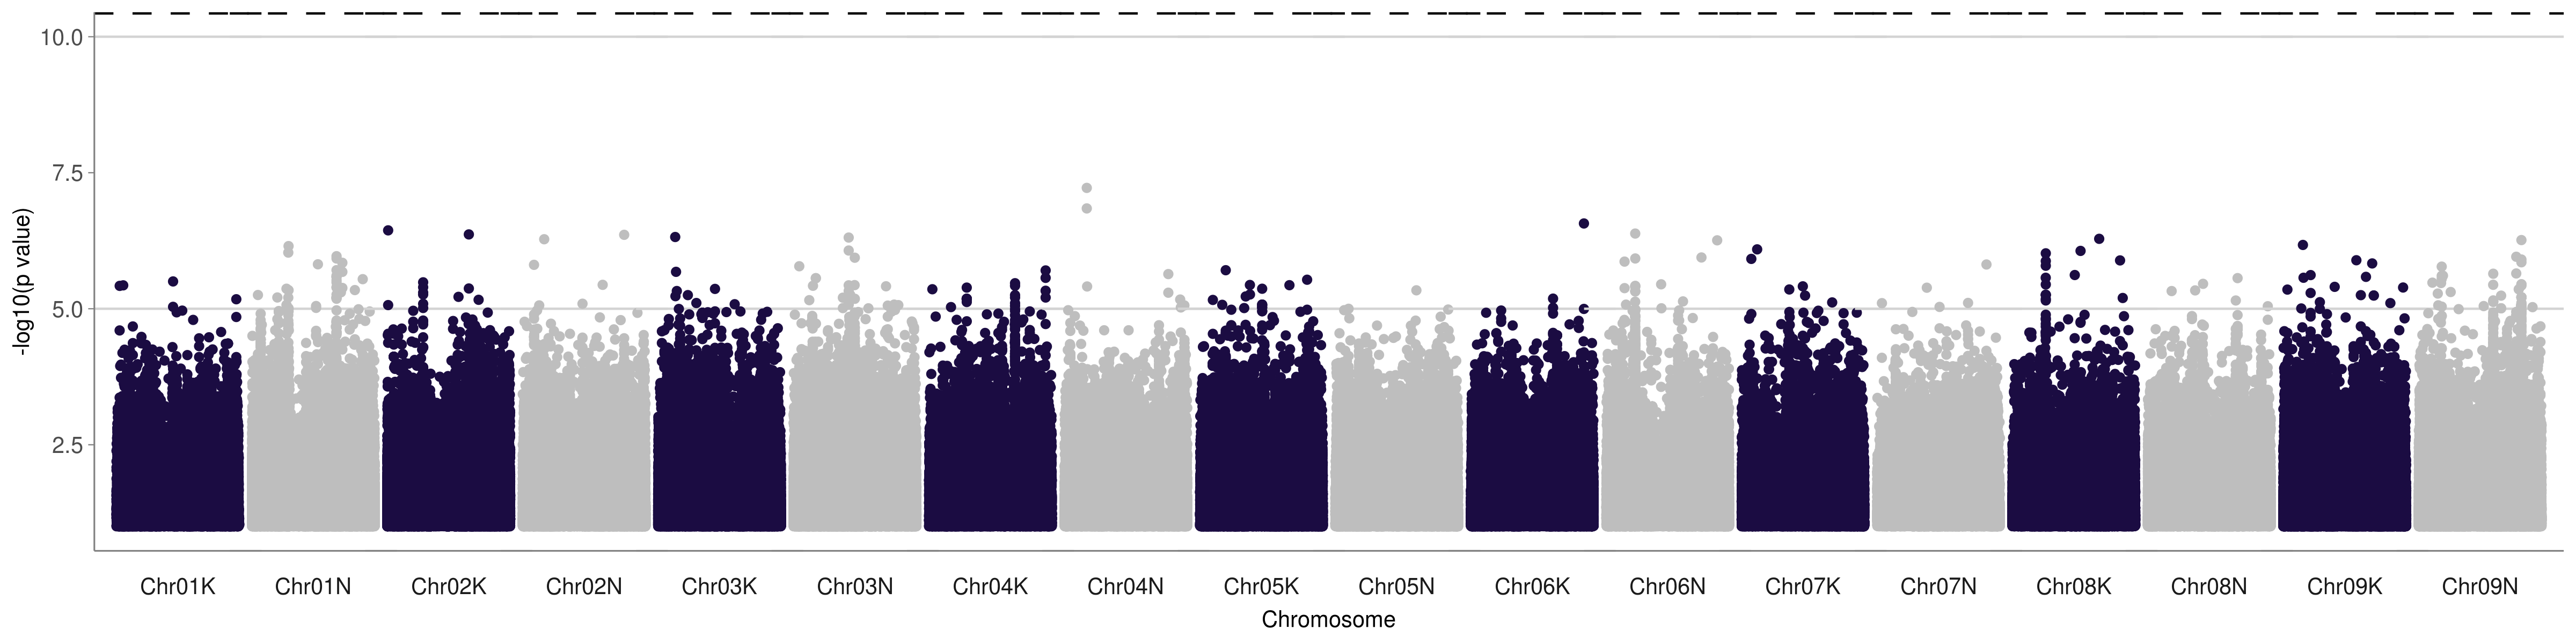 10.0
7.5
5.0
2.5
-log10(p value)
Chr01K Chr01N Chr02K Chr02N Chr03K Chr03N Chr04K Chr04N Chr05K Chr05N Chr06K Chr06N Chr07K Chr07N Chr08K Chr08N Chr09K Chr09N
Chromosome